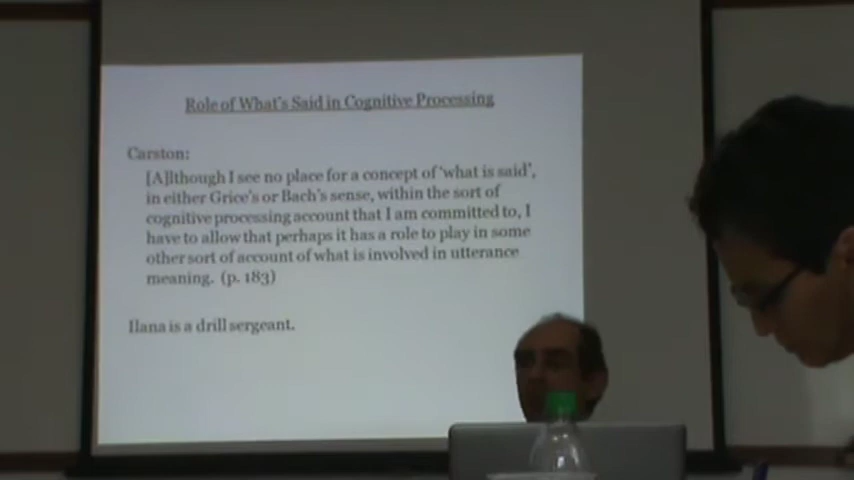 Role of What's Said in Cognitive Processing
Carston:
[A]lthough I see no place for a concept of 'what is said',
in either Grice's or Bach's sense, within the sort of
cognitive processing account that I am committed to, I
have to allow that perhaps it has a role to play in some
other sort of account of what is involved in utterance
meaning. (p. 183)
Ilana is a drill sergeant.